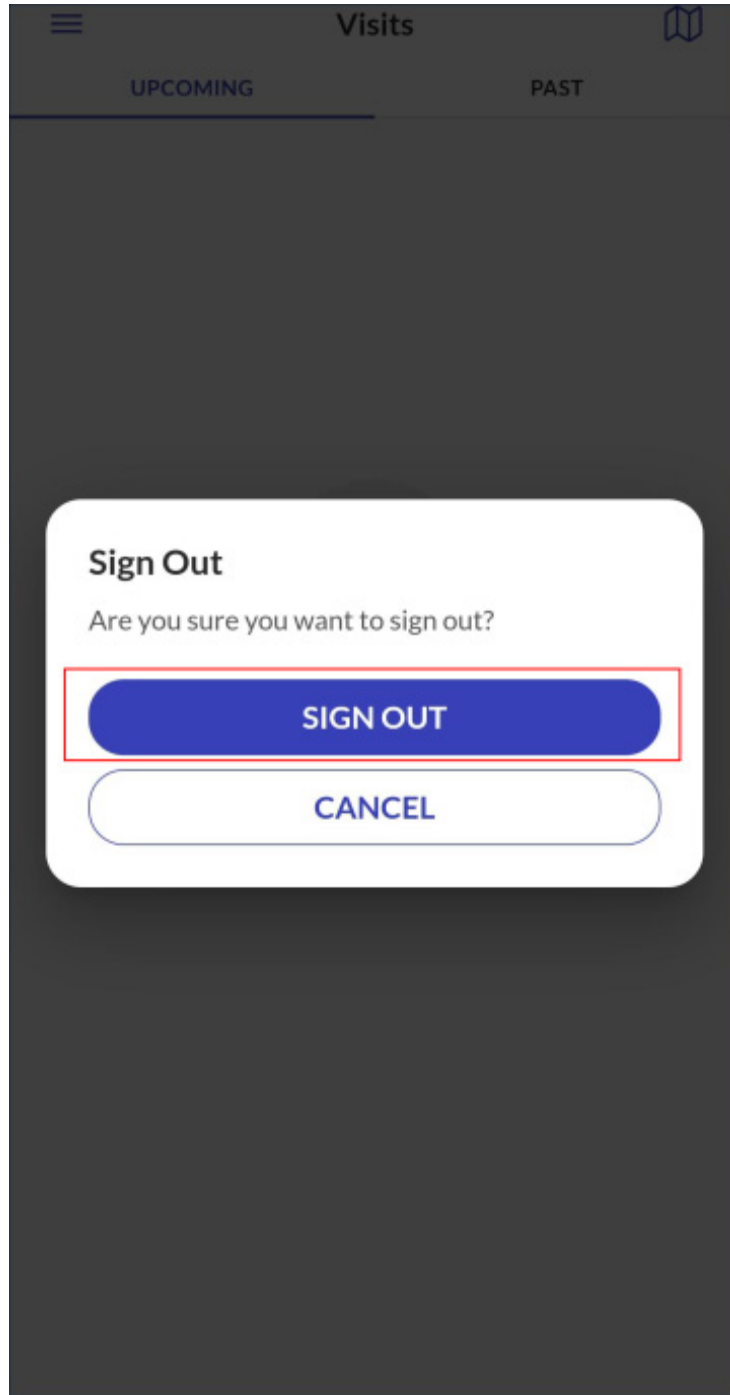 Visits
UPCOMING PAST
Sign Out
Are you sure you want to sign out?
SIGN OUT
CANCEL